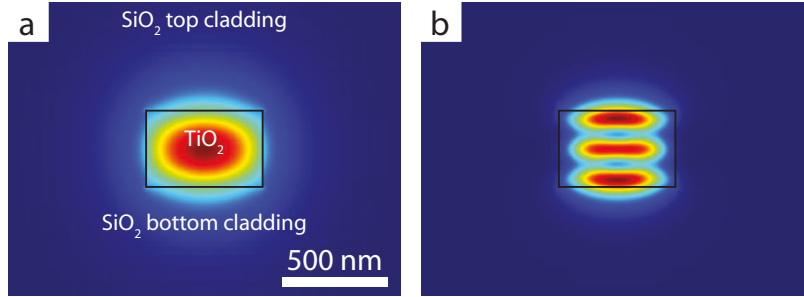 a
SiO₂ top cladding
TiO₂
SiO₂ bottom cladding
500 nm
b